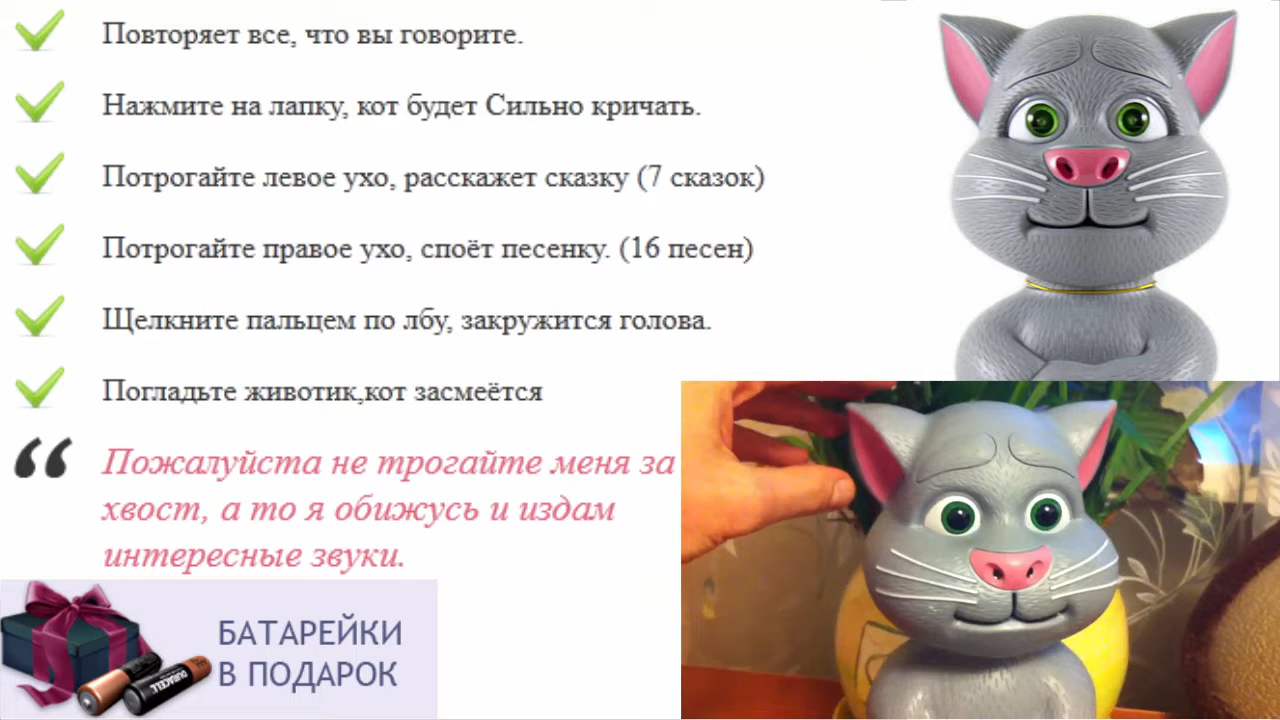 Повторяет все, что вы говорите.
Нажмите на лапку, кот будет Сильно кричать.
Потрогайте левое ухо, расскажет сказку (7 сказок)
Потрогайте правое ухо, споёт песенку. (16 песен)
Щелкните пальцем по лбу, закружится голова.
Погладьте животик,кот засмеётся
“ Пожалуйста не трогайте меня за
хвост, а то я обижусь и издам
интересные звуки.
БАТАРЕЙКИ
В ПОДАРОК
DURACELL